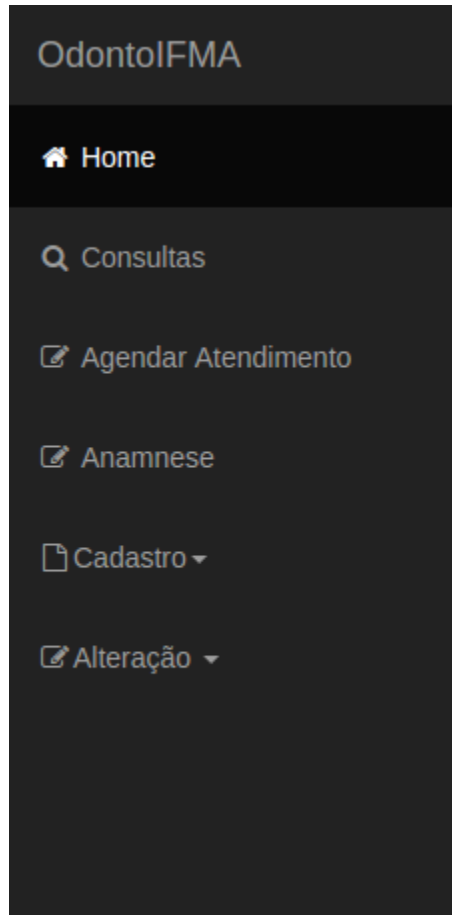 OdontoIFMA
Home
Consultas
Agendar Atendimento
Anamnese
Cadastro
Alteração